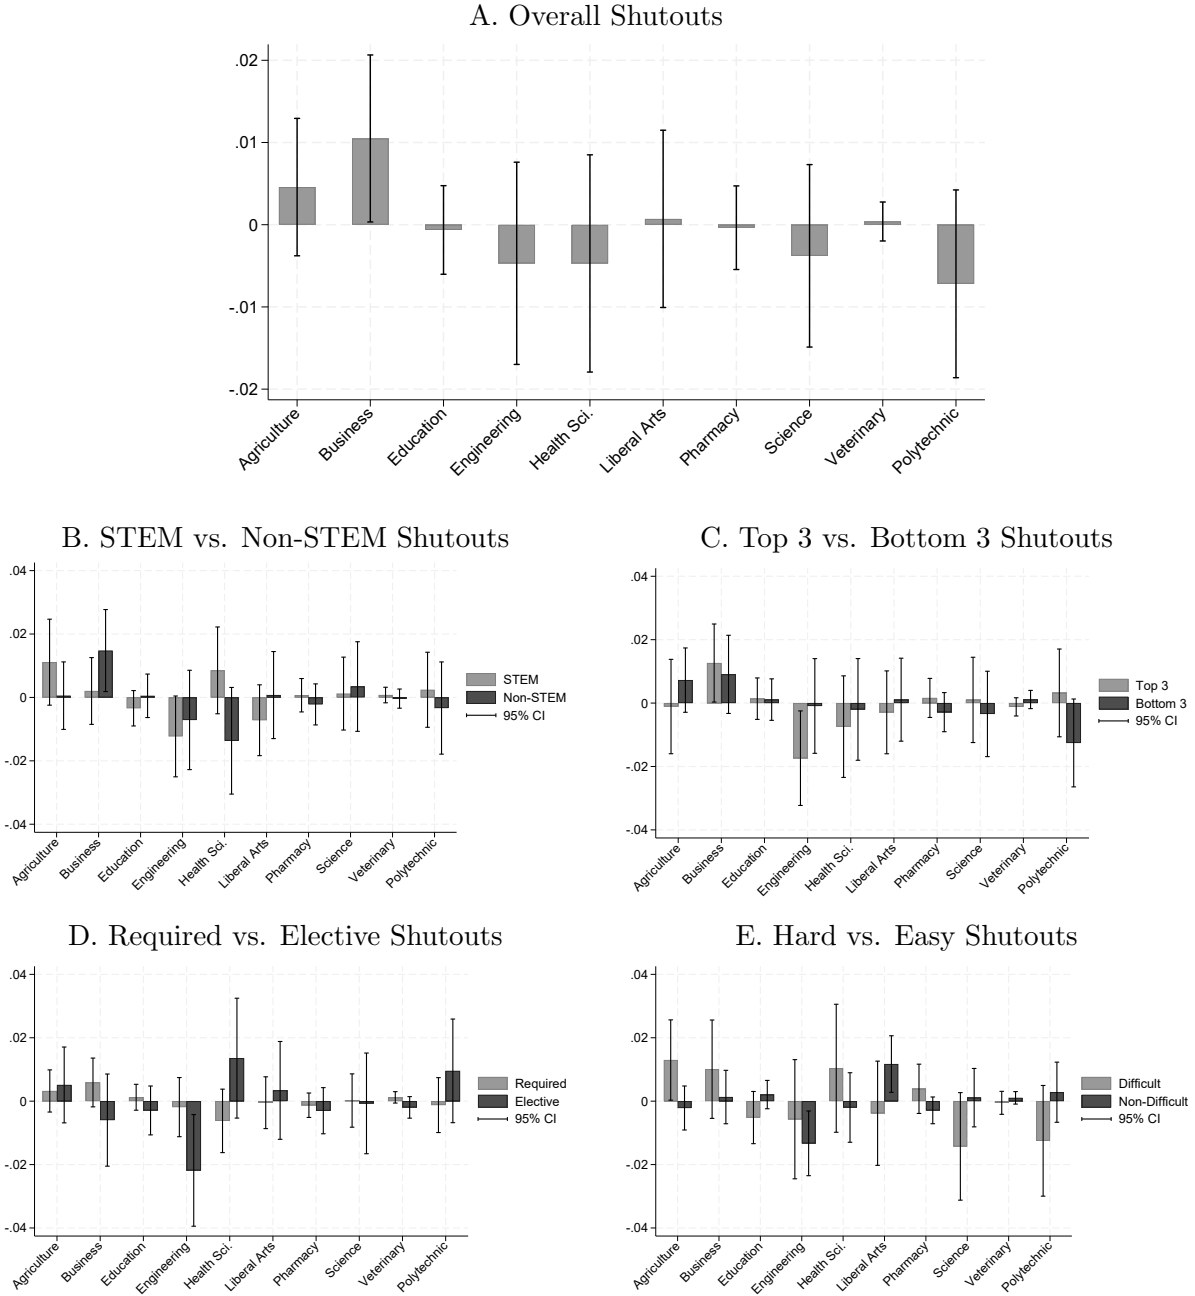 A. Overall Shutouts
.02
.01
0
-.01
-.02
Agriculture
Business
Education
Engineering
Health Sci.
Liberal Arts
Pharmacy
Science
Veterinary
Polytechnic
B. STEM vs. Non-STEM Shutouts
.04
.02
0
-.02
-.04
Agriculture
Business
Education
Engineering
Health Sci.
Liberal Arts
Pharmacy
Science
Veterinary
Polytechnic
STEM
Non-STEM
95% CI
C. Top 3 vs. Bottom 3 Shutouts
.04
.02
0
-.02
-.04
Agriculture
Business
Education
Engineering
Health Sci.
Liberal Arts
Pharmacy
Science
Veterinary
Polytechnic
Top 3
Bottom 3
95% CI
D. Required vs. Elective Shutouts
.04
.02
0
-.02
-.04
Agriculture
Business
Education
Engineering
Health Sci.
Liberal Arts
Pharmacy
Science
Veterinary
Polytechnic
Required
Elective
95% CI
E. Hard vs. Easy Shutouts
.04
.02
0
-.02
-.04
Agriculture
Business
Education
Engineering
Health Sci.
Liberal Arts
Pharmacy
Science
Veterinary
Polytechnic
Difficult
Non-Difficult
95% CI